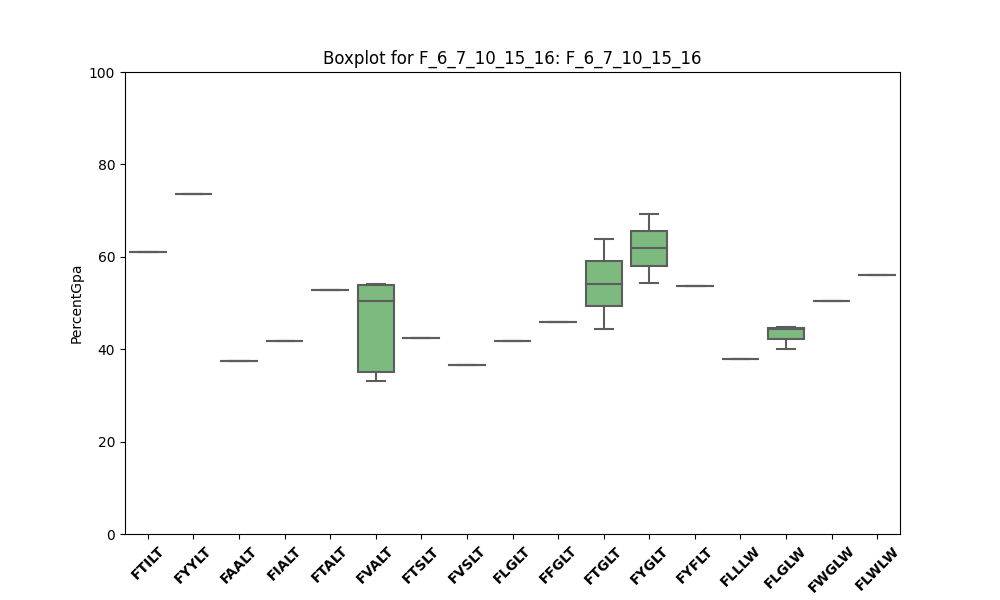 Boxplot for F_6_7_10_15_16: F_6_7_10_15_16
PercentGpa
100
80
60
40
20
0
FTILT
FYYLT
FAALT
FIALT
FTALT
FVALT
FTSLT
FVSLT
FLGLT
FFGLT
FTGLT
FYGLT
FYFLT
FLLLW
FLGLW
FWGLW
FLWLW